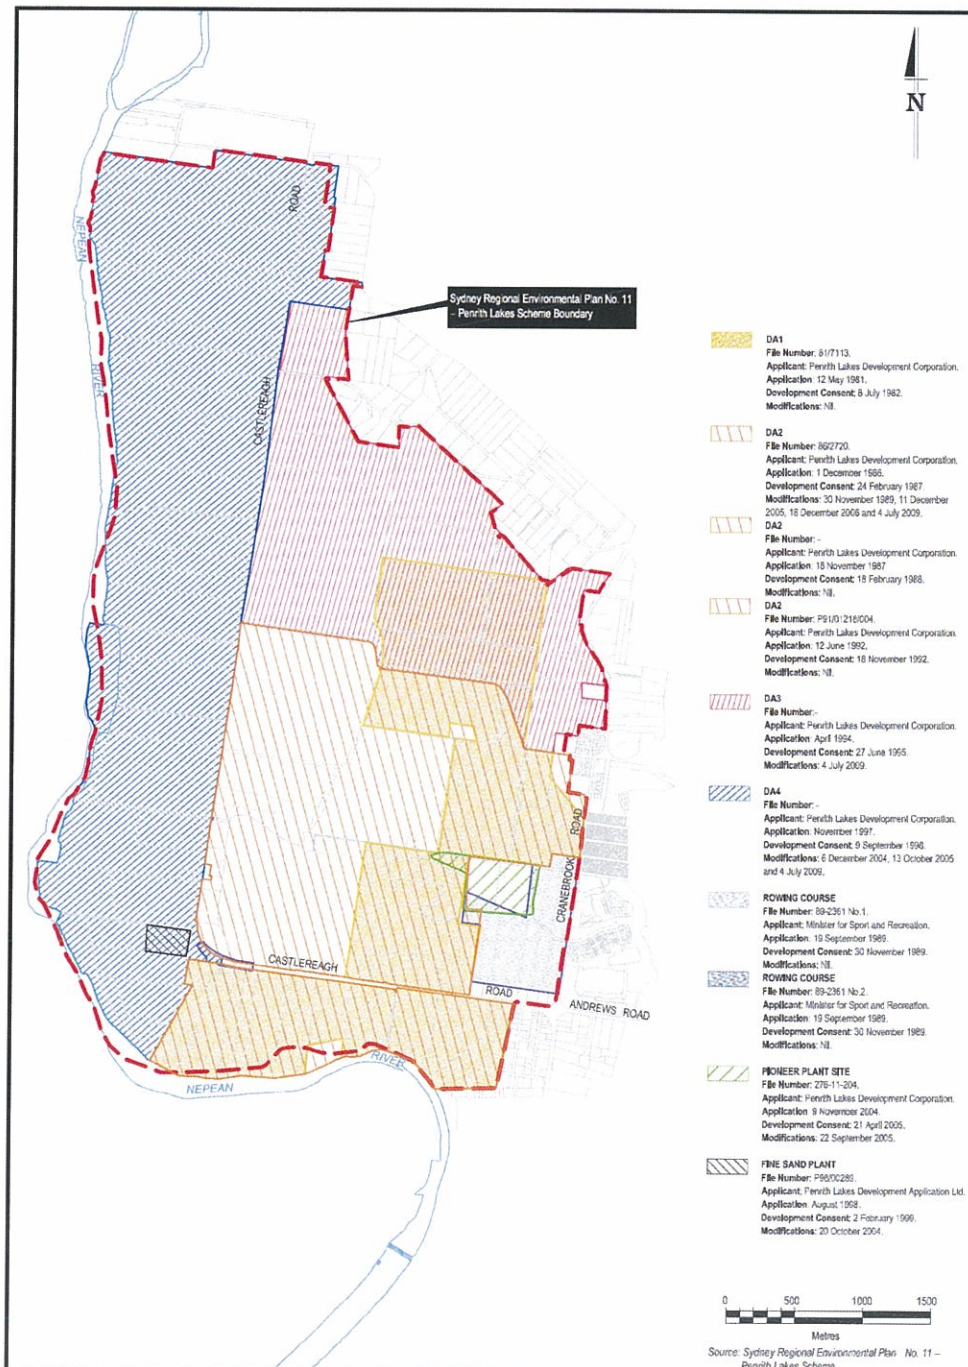 N
ROAD
NEPEAN
RIVER
Sydney Regional Environmental Plan No. 11
– Penrith Lakes Scheme Boundary
CASTLEREAGH
ROAD
CRANEBROOK
CASTLEREAGH
ROAD
ANDREWS ROAD
NEPEAN
RIVER
DA1
File Number: 81/7113.
Applicant: Penrith Lakes Development Corporation.
Application: 12 May 1981.
Development Consent: 8 July 1982.
Modifications: Nil.
DA2
File Number: 86/2720.
Applicant: Penrith Lakes Development Corporation.
Application: 1 December 1986.
Development Consent: 24 February 1987
Modifications: 30 November 1989, 11 December
2005, 18 December 2006 and 4 July 2009.
DA2
File Number: -
Applicant: Penrith Lakes Development Corporation.
Application: 18 November 1987
Development Consent: 18 February 1988.
Modifications: Nil.
DA2
File Number: P91/01218/004.
Applicant: Penrith Lakes Development Corporation.
Application: 12 June 1992.
Development Consent: 18 November 1992.
Modifications: Nil.
DA3
File Number:-
Applicant: Penrith Lakes Development Corporation.
Application: April 1994.
Development Consent: 27 June 1995.
Modifications: 4 July 2009.
DA4
File Number: -
Applicant: Penrith Lakes Development Corporation.
Application: November 1997.
Development Consent: 9 September 1998.
Modifications: 6 December 2004, 13 October 2005
and 4 July 2009.
ROWING COURSE
File Number: 89-2361 No.1.
Applicant: Minister for Sport and Recreation.
Application: 19 September 1989.
Development Consent: 30 November 1989.
Modifications: Nil.
ROWING COURSE
File Number: 89-2361 No.2.
Applicant: Minister for Sport and Recreation.
Application: 19 September 1989.
Development Consent: 30 November 1989.
Modifications: Nil.
PIONEER PLANT SITE
File Number: 276-11-204.
Applicant: Penrith Lakes Development Corporation.
Application: 9 November 2004.
Development Consent: 21 April 2005.
Modifications: 22 September 2005.
FINE SAND PLANT
File Number: P98/00289.
Applicant: Penrith Lakes Development Application Ltd.
Application: August 1998.
Development Consent: 2 February 1999.
Modifications: 20 October 2004.
0 500 1000 1500
Metres
Source: Sydney Regional Environmental Plan No. 11 –
Penrith Lakes Scheme